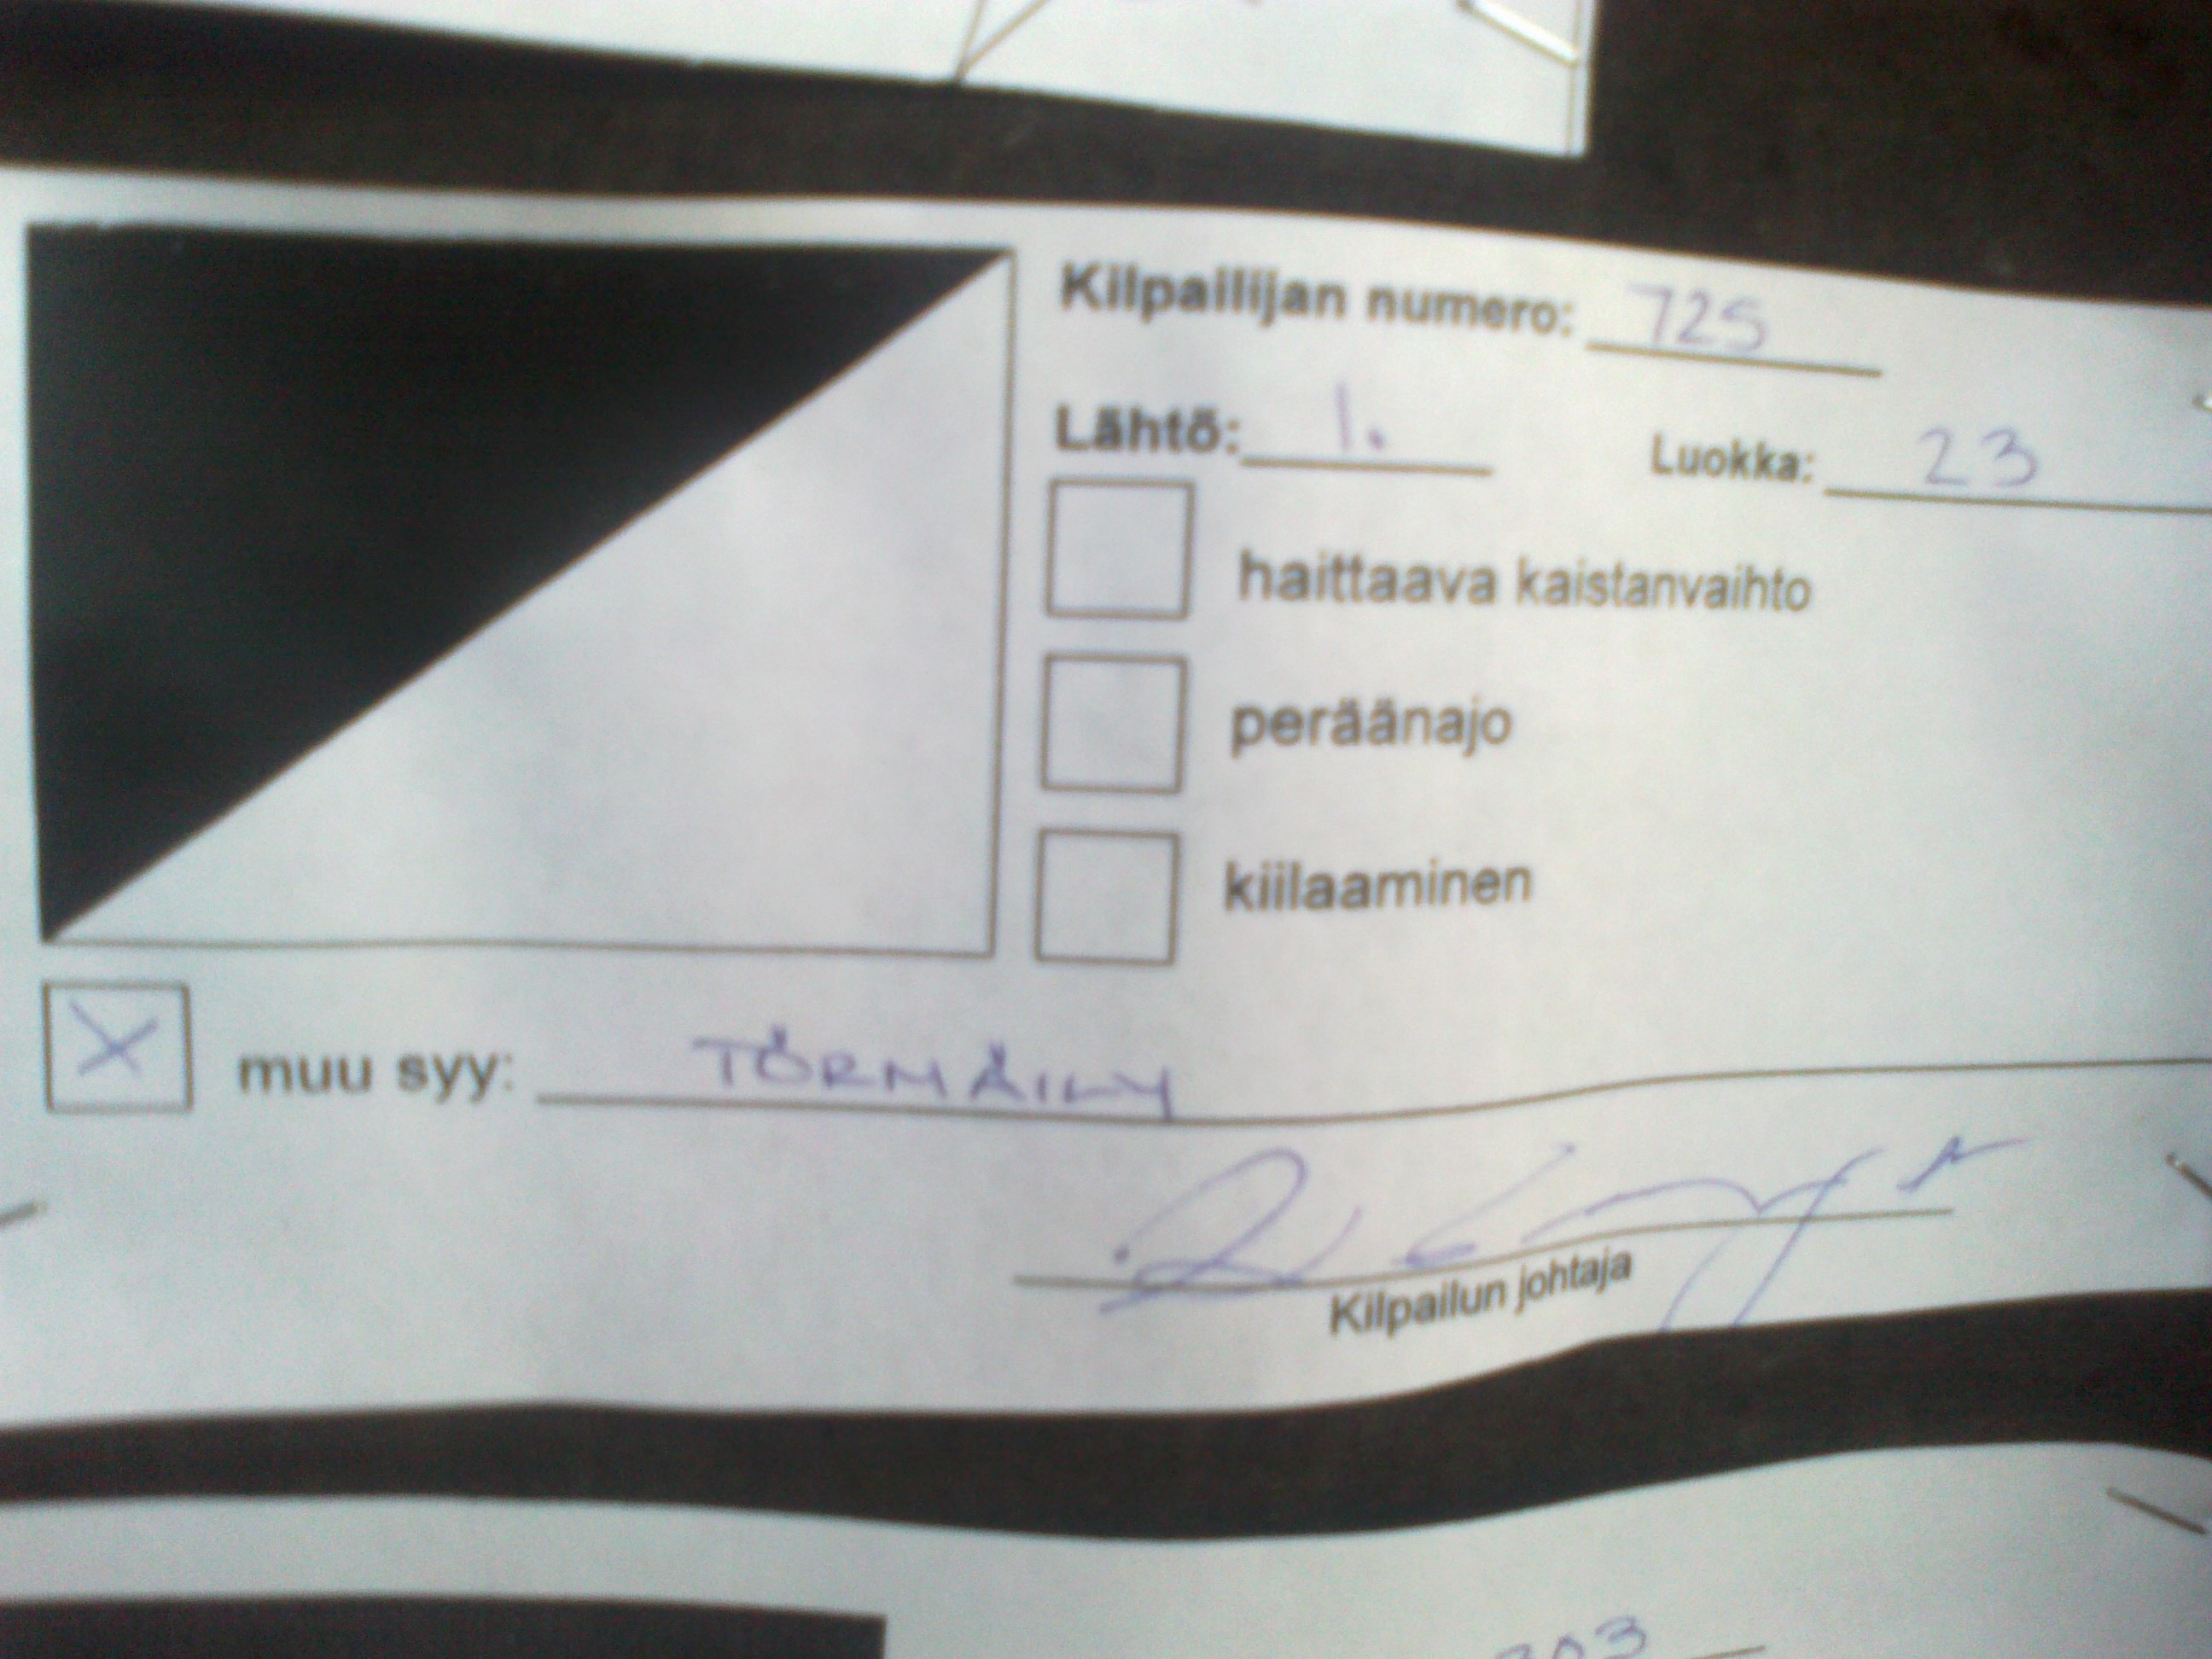 Kilpailijan numero: 725
Lähtö: 1. Luokka: 23
haittaava kaistanvaihto
peräänajo
kiilaaminen
X muu syy: TÖRMÄILY
Kilpailun johtaja